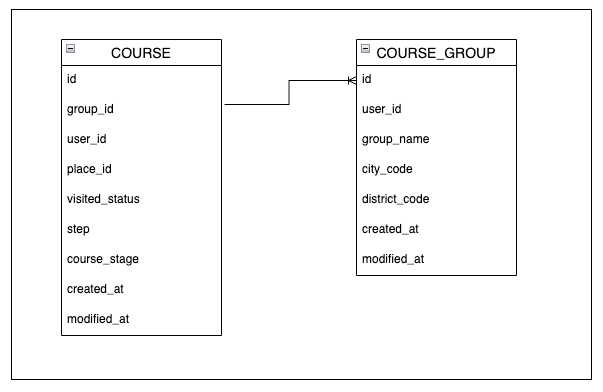 COURSE
id
group_id
user_id
place_id
visited_status
step
course_stage
created_at
modified_at
COURSE_GROUP
id
user_id
group_name
city_code
district_code
created_at
modified_at